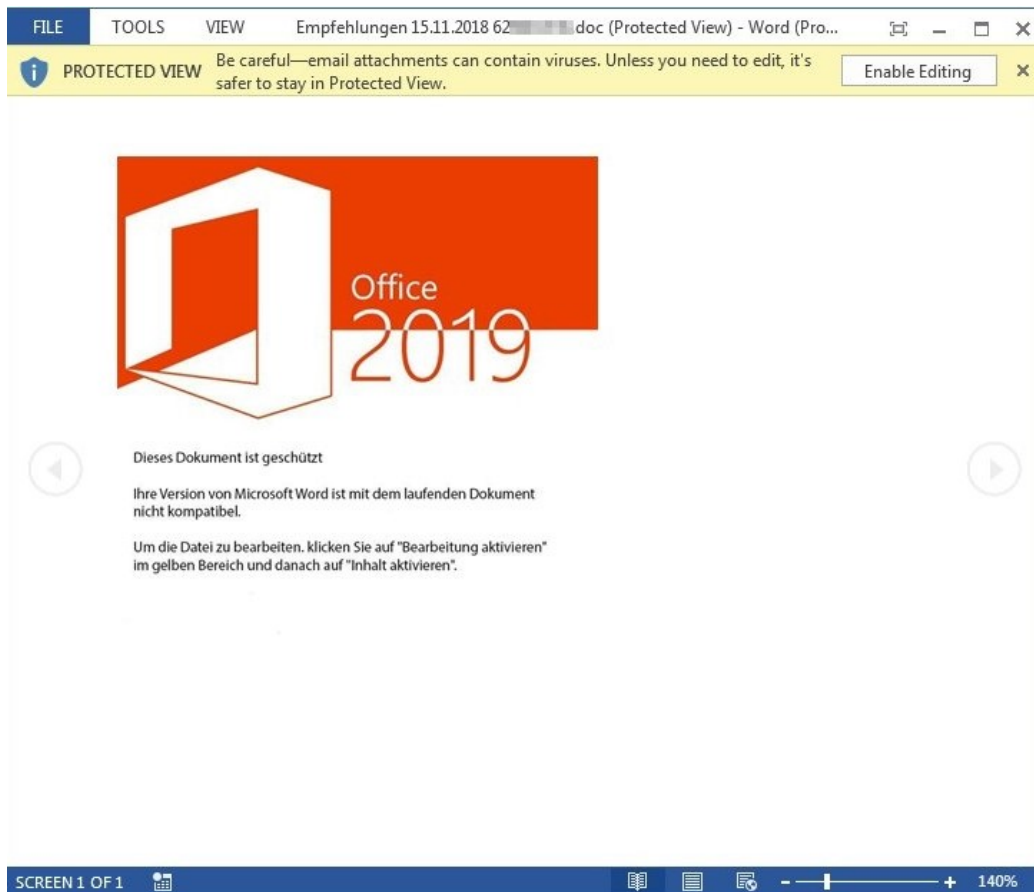 FILE TOOLS VIEW Empfehlungen 15.11.2018 62 doc (Protected View) - Word (Pro...
PROTECTED VIEW Be careful—email attachments can contain viruses. Unless you need to edit, it's
safer to stay in Protected View.
Enable Editing
Office
2019
Dieses Dokument ist geschützt
Ihre Version von Microsoft Word ist mit dem laufenden Dokument
nicht kompatibel.
Um die Datei zu bearbeiten. klicken Sie auf "Bearbeitung aktivieren"
im gelben Bereich und danach auf "Inhalt aktivieren".
SCREEN 1 OF 1 140%